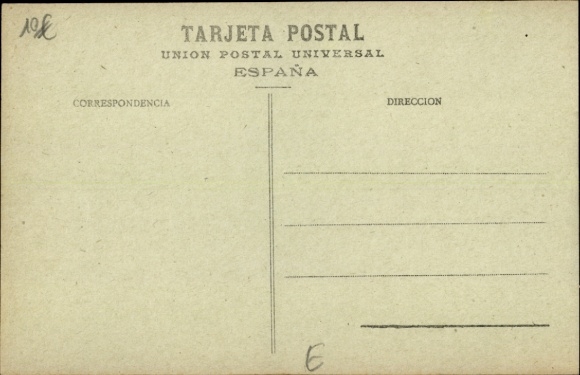 TARJETA POSTAL
UNION POSTAL UNIVERSAL
ESPAÑA
CORRESPONDENCIA
DIRECCION
E